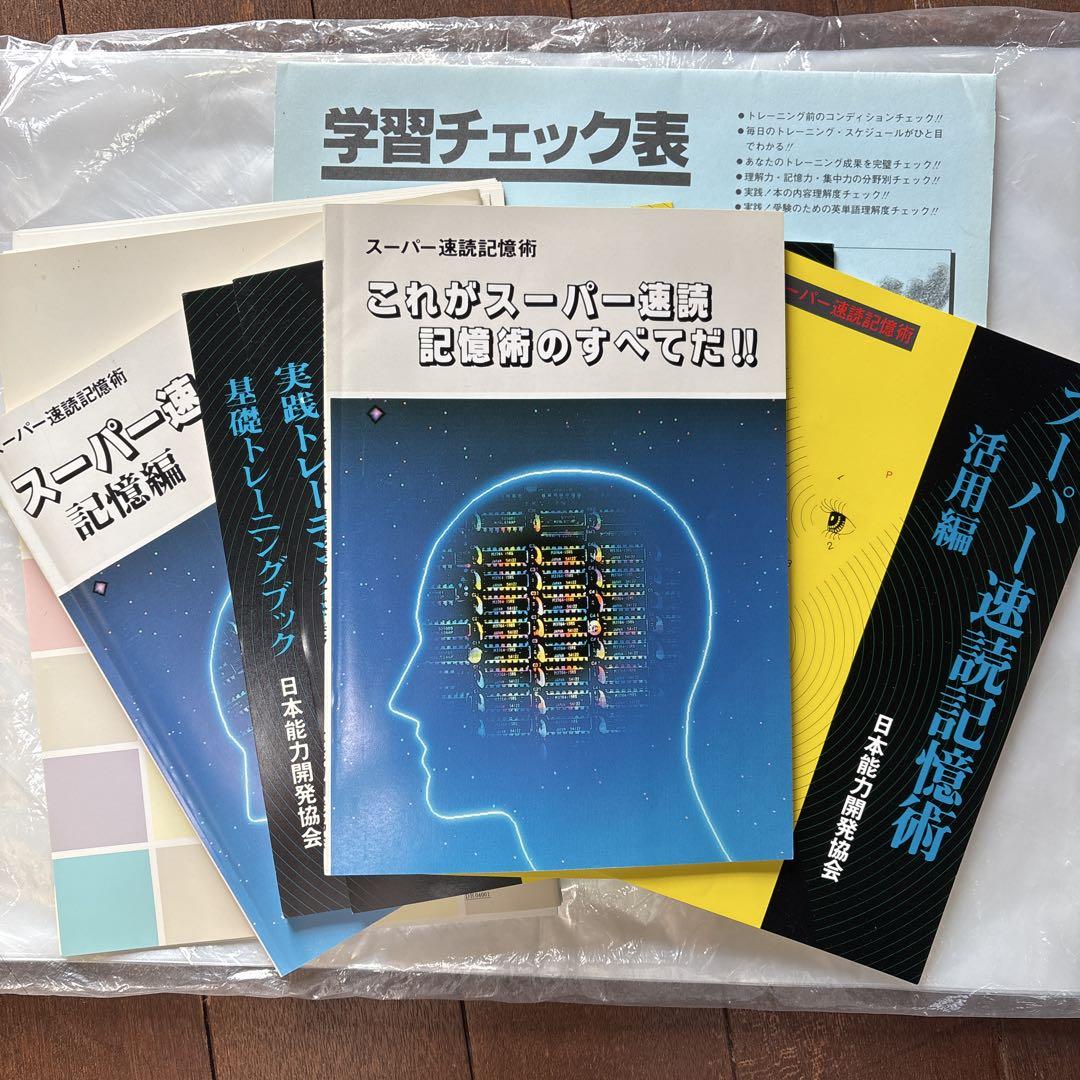 学習チェック表
●トレーニング前のコンディションチェック!!
●毎日のトレーニング・スケジュールがひと目
でわかる!!
●あなたのトレーニング成果を完璧チェック!!
●理解力・記憶力・集中力の分野別チェック!!
●実践!本の内容理解度チェック!!
●実践!受験のための英単語理解度チェック!!
スーパー速読記憶術
これがスーパー速読
記憶術のすべてだ!!
ーパー速読記憶術
スーパー速
記憶編
基礎トレーニングブック
実践トレーニン
日本能力開発協会
ーパー速読記憶術
P
2
スーパー速読記憶術
活用編
日本能力開発協会